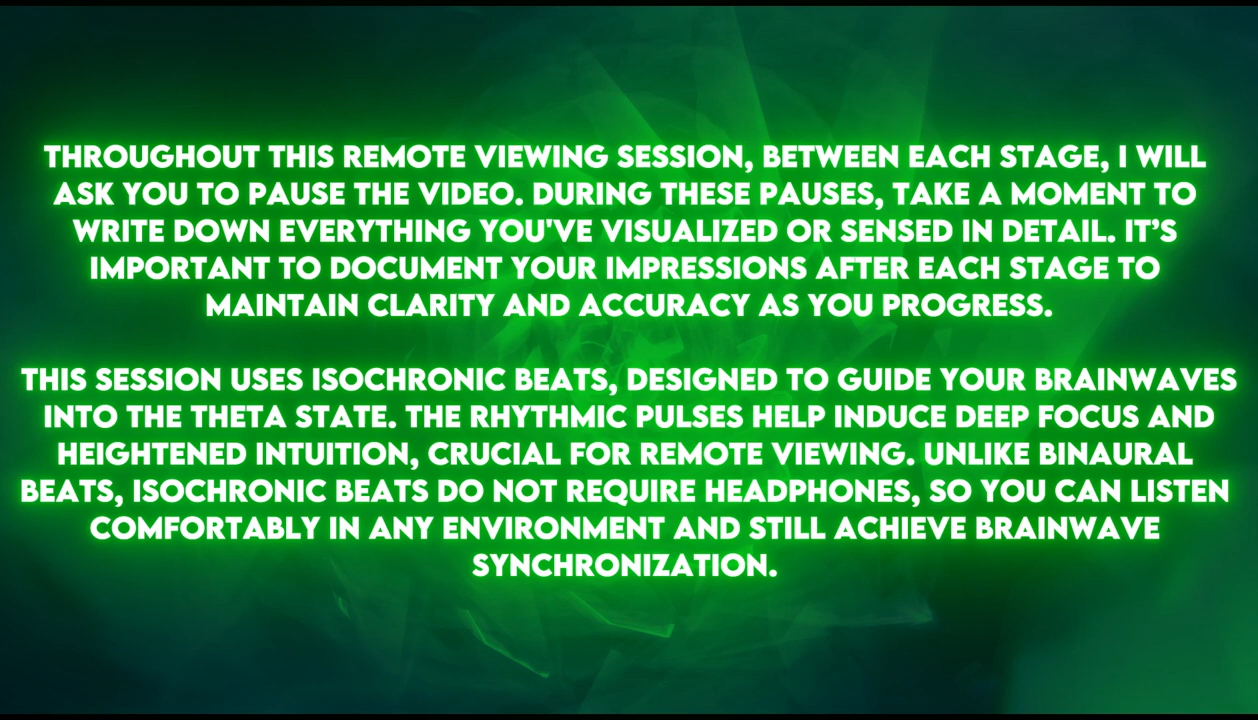 THROUGHOUT THIS REMOTE VIEWING SESSION, BETWEEN EACH STAGE, I WILL
ASK YOU TO PAUSE THE VIDEO. DURING THESE PAUSES, TAKE A MOMENT TO
WRITE DOWN EVERYTHING YOU'VE VISUALIZED OR SENSED IN DETAIL. IT’S
IMPORTANT TO DOCUMENT YOUR IMPRESSIONS AFTER EACH STAGE TO
MAINTAIN CLARITY AND ACCURACY AS YOU PROGRESS.
THIS SESSION USES ISOCHRONIC BEATS, DESIGNED TO GUIDE YOUR BRAINWAVES
INTO THE THETA STATE. THE RHYTHMIC PULSES HELP INDUCE DEEP FOCUS AND
HEIGHTENED INTUITION, CRUCIAL FOR REMOTE VIEWING. UNLIKE BINAURAL
BEATS, ISOCHRONIC BEATS DO NOT REQUIRE HEADPHONES, SO YOU CAN LISTEN
COMFORTABLY IN ANY ENVIRONMENT AND STILL ACHIEVE BRAINWAVE
SYNCHRONIZATION.